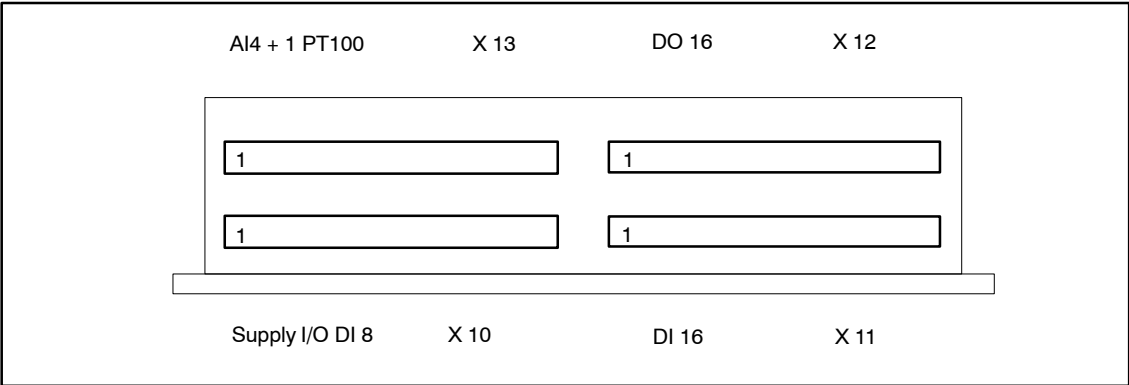 AI4 + 1 PT100 X 13 DO 16 X 12
1 1
1 1
Supply I/O DI 8 X 10 DI 16 X 11